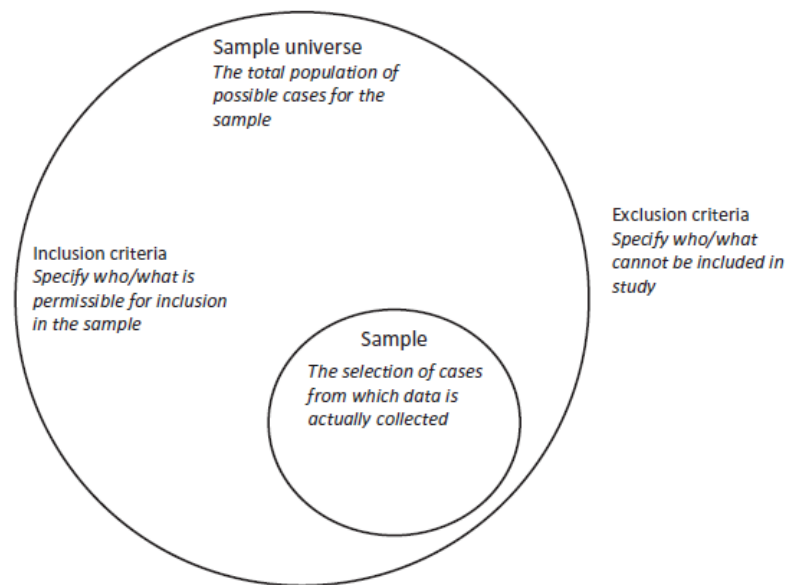 Sample universe
The total population of
possible cases for the
sample
Inclusion criteria
Specify who/what is
permissible for inclusion
in the sample
Exclusion criteria
Specify who/what
cannot be included in
study
Sample
The selection of cases
from which data is
actually collected